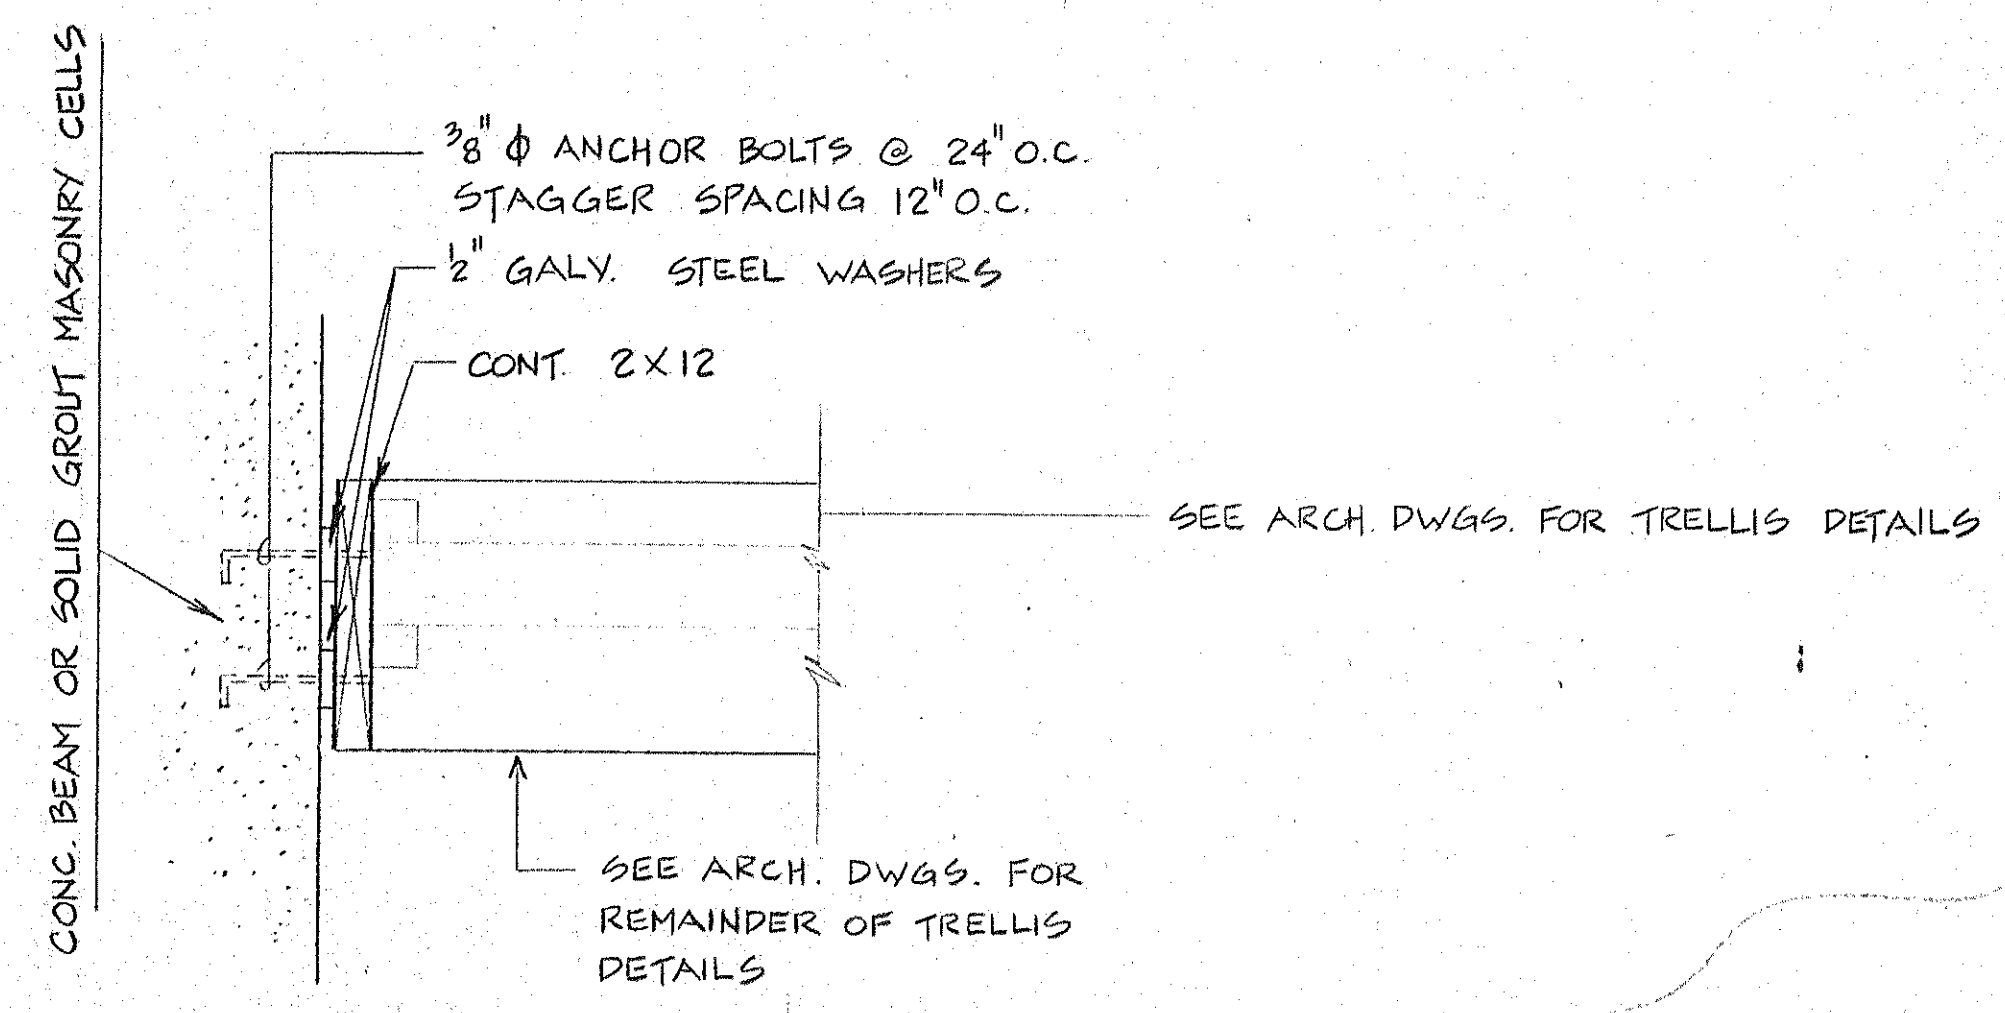 CONC. BEAM OR SOLID GROUT MASONRY CELLS
3/8" ϕ ANCHOR BOLTS @ 24" O.C.
STAGGER SPACING 12" O.C.
1/2" GALV. STEEL WASHERS
CONT. 2X12
SEE ARCH. DWGS. FOR TRELLIS DETAILS
SEE ARCH. DWGS. FOR
REMAINDER OF TRELLIS
DETAILS